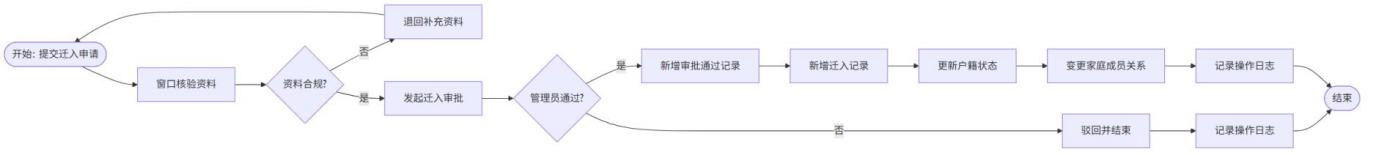 退回补充资料
开始: 提交迁入申请
否
窗口核验资料
资料合规?
是
发起迁入审批
管理员通过?
是
新增审批通过记录
新增迁入记录
更新户籍状态
变更家庭成员关系
记录操作日志
结束
否
驳回并结束
记录操作日志